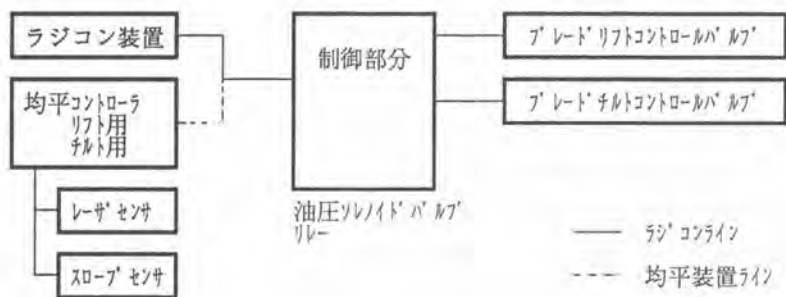 ラジコン装置
均平コントローラ
リフト用
チルト用
レーザセンサ
スロープセンサ
制御部分
油圧ソレノイドバルブ
リレー
ブレードリフトコントロールバルブ
ブレードチルトコントロールバルブ
ラジコンライン
均平装置ライン